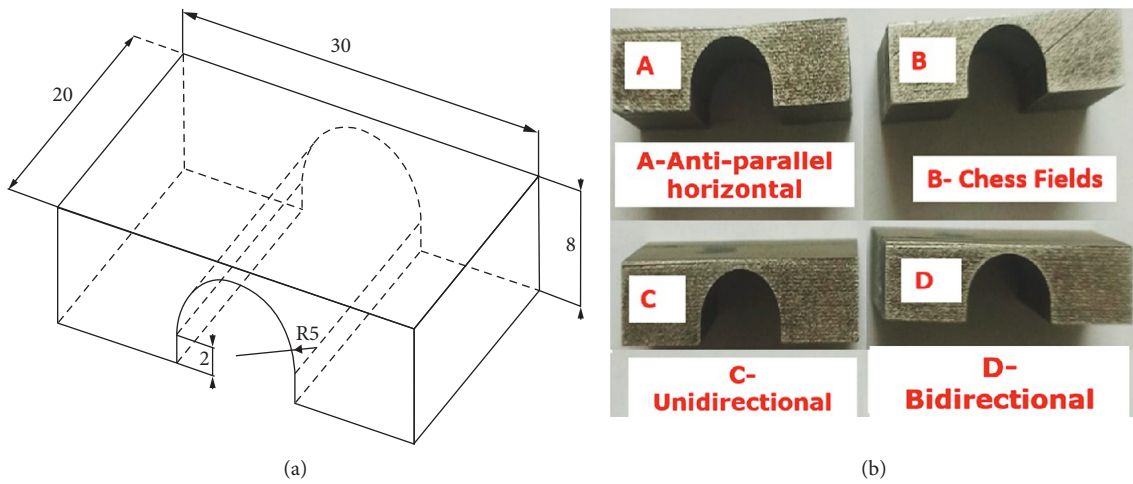 30
20
8
R5
2
(a)
A
B
A-Anti-parallel
horizontal
B- Chess Fields
C
D
C-
Unidirectional
D-
Bidirectional
(b)